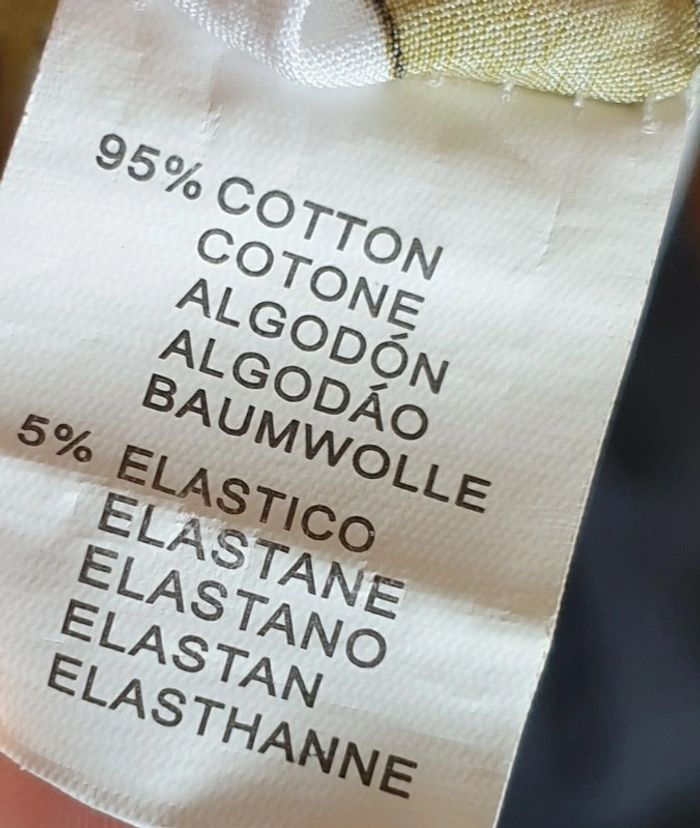 95% COTTON
COTONE
ALGODÓN
ALGODÁO
BAUMWOLLE
5% ELASTICO
ELASTANE
ELASTANO
ELASTAN
ELASTHANNE